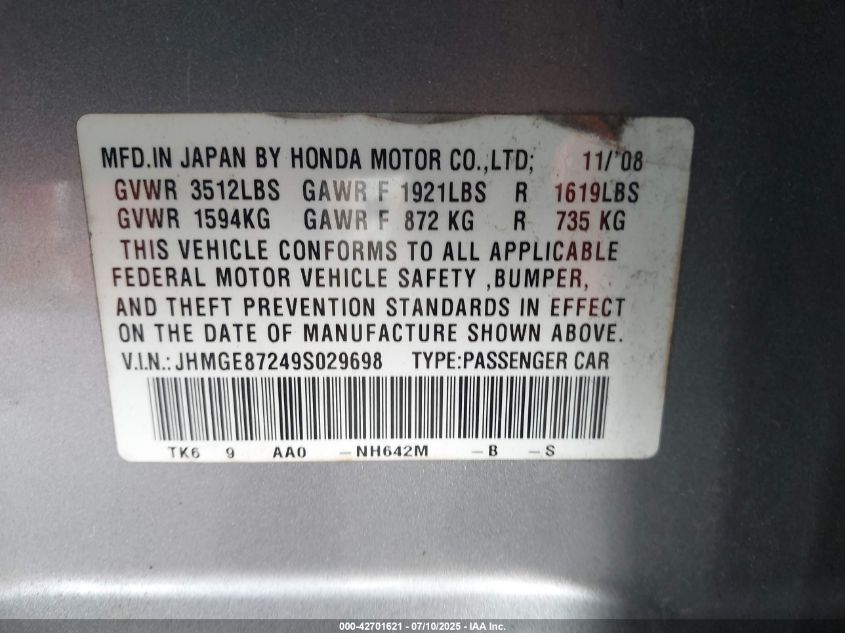 MFD.IN JAPAN BY HONDA MOTOR CO.,LTD; 11/'08
GVWR 3512LBS GAWR F 1921LBS R 1619LBS
GVWR 1594KG GAWR F 872 KG R 735 KG
THIS VEHICLE CONFORMS TO ALL APPLICABLE
FEDERAL MOTOR VEHICLE SAFETY ,BUMPER,
AND THEFT PREVENTION STANDARDS IN EFFECT
ON THE DATE OF MANUFACTURE SHOWN ABOVE.
V.I.N.:JHMGE87249S029698 TYPE:PASSENGER CAR
TK6 9 AA0 -NH642M -B -S
000-42701621 - 07/10/2025 - IAA Inc.